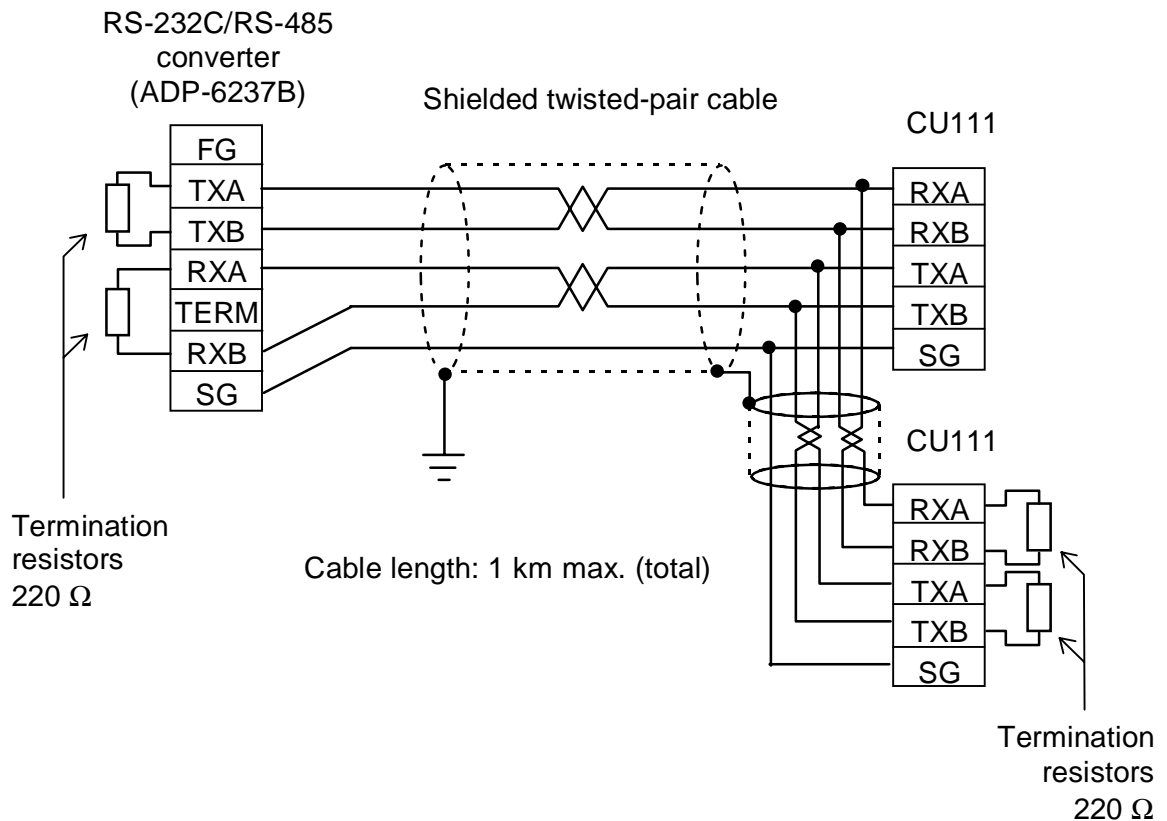 RS-232C/RS-485
converter
(ADP-6237B)
Shielded twisted-pair cable
CU111
FG
TXA
TXB
RXA
TERM
RXB
SG
RXA
RXB
TXA
TXB
SG
CU111
RXA
RXB
TXA
TXB
SG
Termination
resistors
220 Ω
Cable length: 1 km max. (total)
Termination
resistors
220 Ω